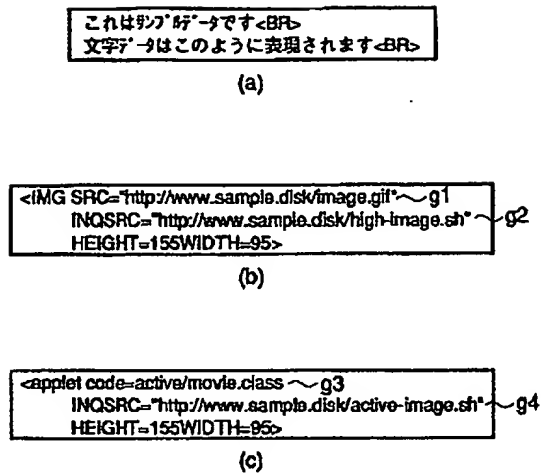 これはｻﾝﾌﾟﾙﾃﾞｰﾀです<BR>
文字ﾃﾞｰﾀはこのように表現されます<BR>
(a)
<IMG SRC="http://www.sample.disk/image.gif" g1
INQSRC="http://www.sample.disk/high-image.sh" g2
HEIGHT=155WIDTH=95>
(b)
<applet code=active/movie.class g3
INQSRC="http://www.sample.disk/active-image.sh" g4
HEIGHT=155WIDTH=95>
(c)